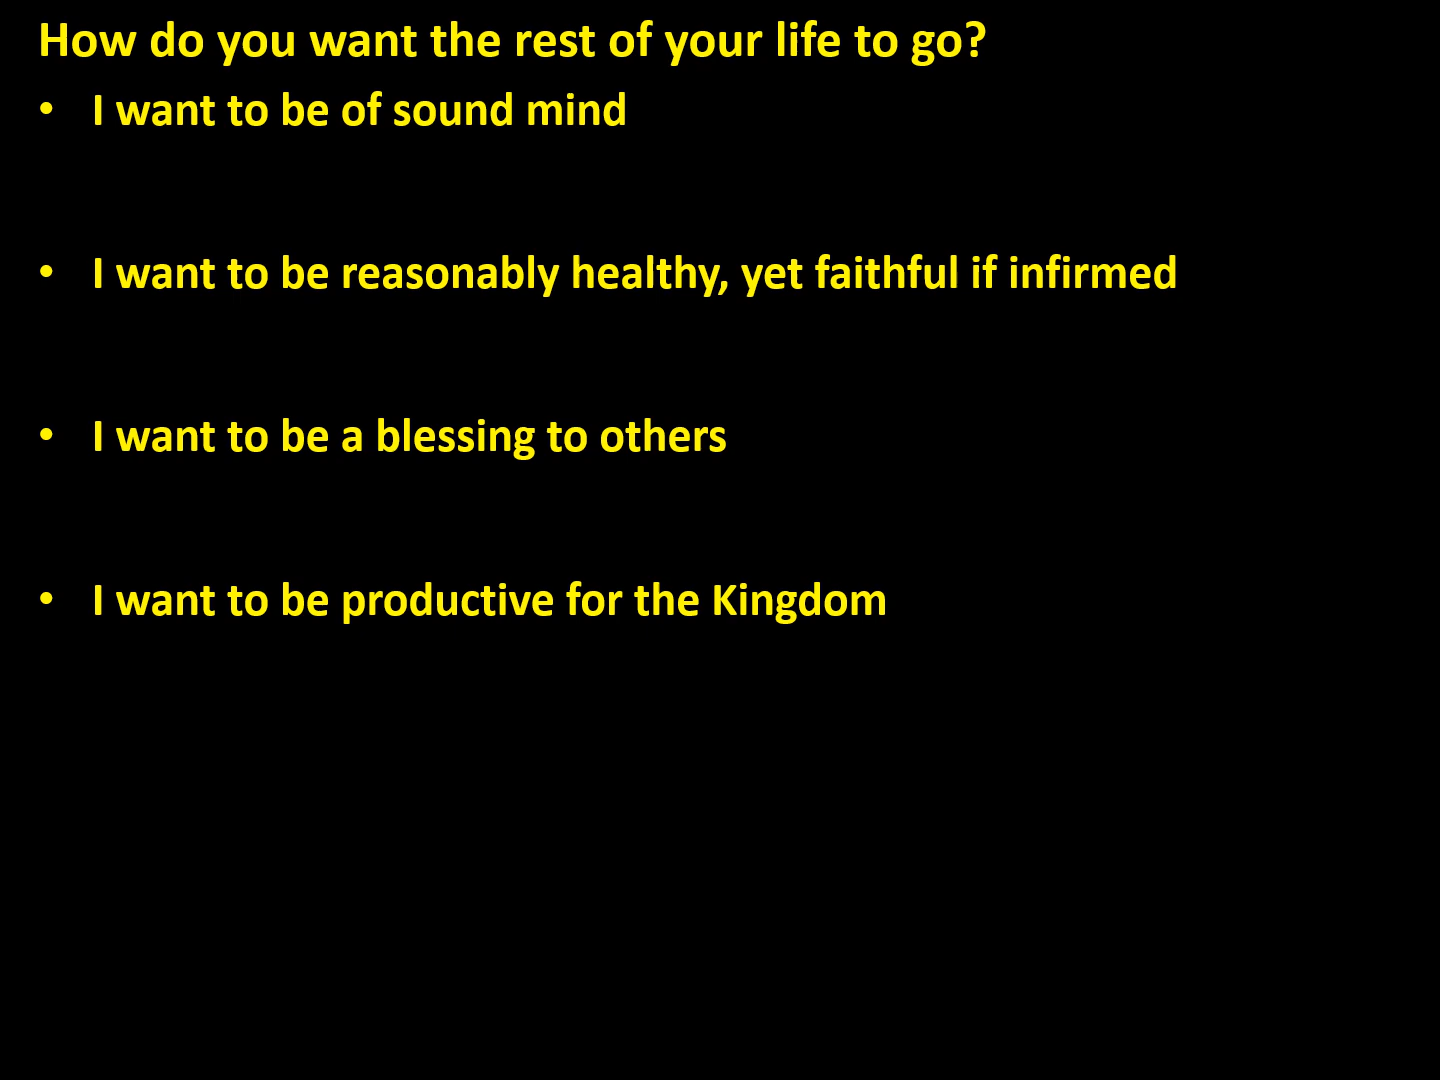 How do you want the rest of your life to go?
• I want to be of sound mind
• I want to be reasonably healthy, yet faithful if infirmed
• I want to be a blessing to others
• I want to be productive for the Kingdom